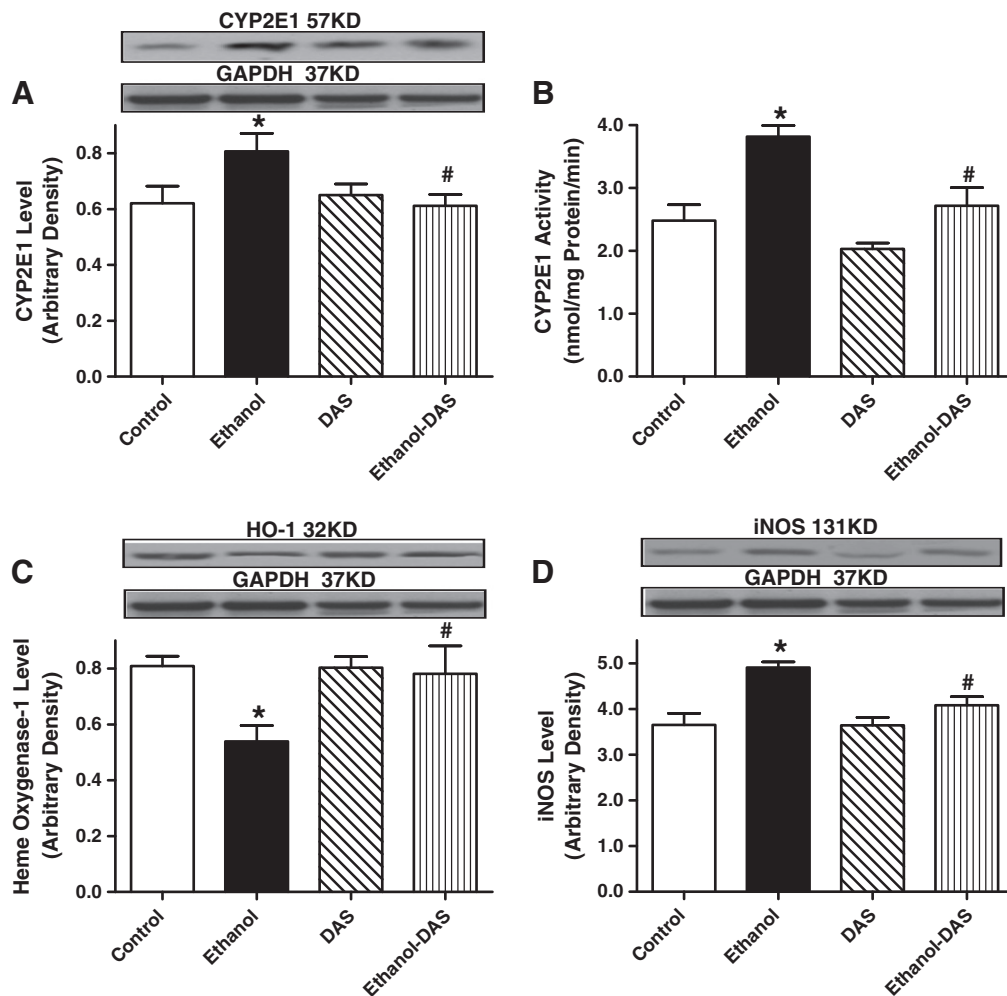 CYP2E1 57KD
GAPDH 37KD
A
*
#
0.8
0.6
0.4
0.2
0.0
CYP2E1 Level
(Arbitrary Density)
Control
Ethanol
DAS
Ethanol-DAS
B
*
#
4.0
3.0
2.0
1.0
0.0
CYP2E1 Activity
(nmol/mg Protein/min)
Control
Ethanol
DAS
Ethanol-DAS
HO-1 32KD
GAPDH 37KD
C
*
#
0.8
0.6
0.4
0.2
0.0
Heme Oxygenase-1 Level
(Arbitrary Density)
Control
Ethanol
DAS
Ethanol-DAS
iNOS 131KD
GAPDH 37KD
D
*
#
5.0
4.0
3.0
2.0
1.0
0.0
iNOS Level
(Arbitrary Density)
Control
Ethanol
DAS
Ethanol-DAS